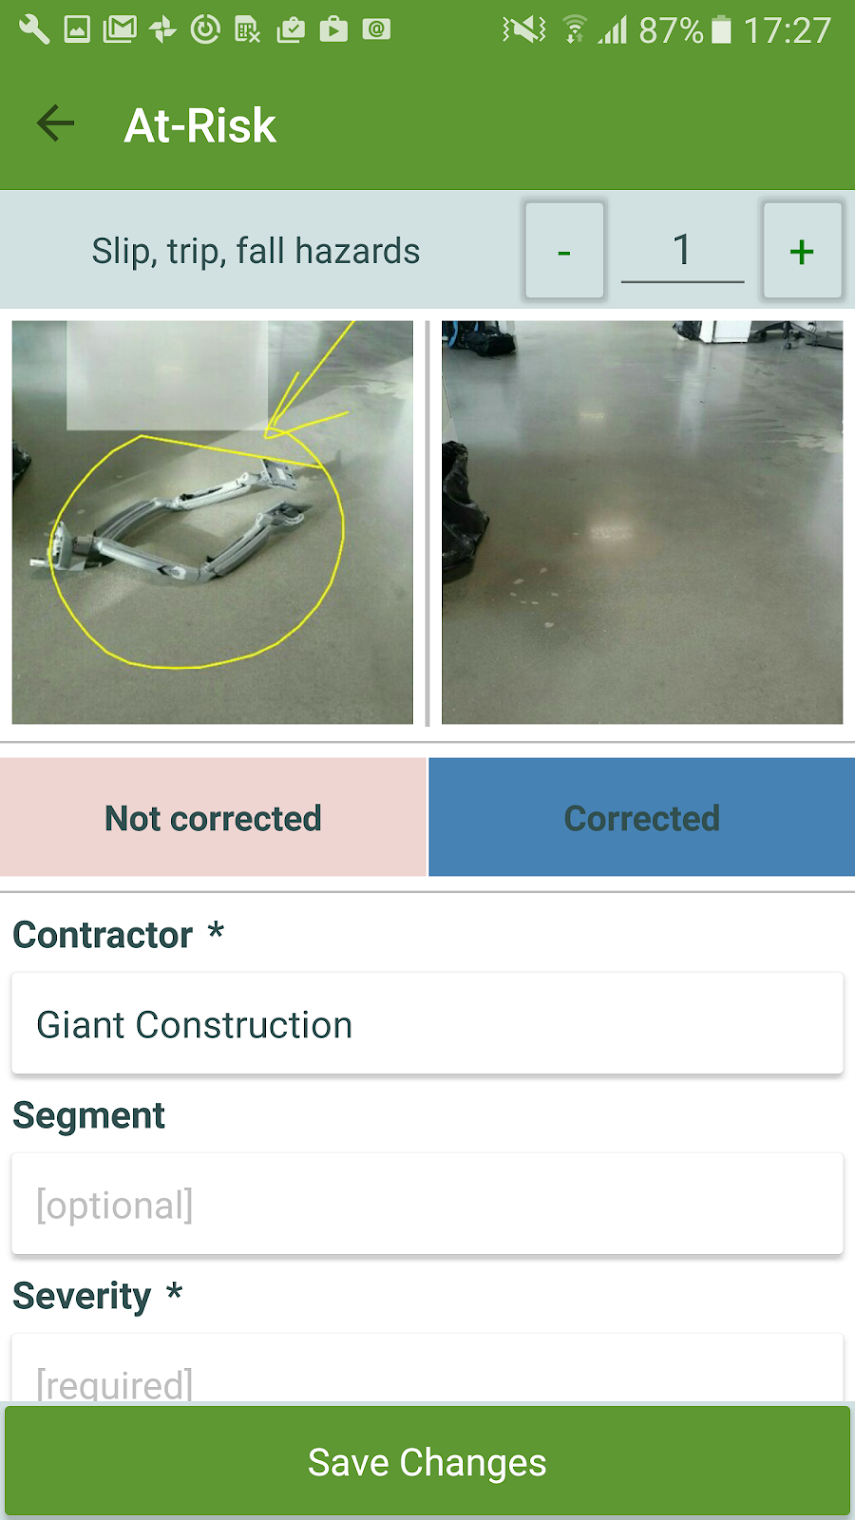 87% 17:27
At-Risk
Slip, trip, fall hazards - 1 +
Not corrected Corrected
Contractor *
Giant Construction
Segment
[optional]
Severity *
[required]
Save Changes